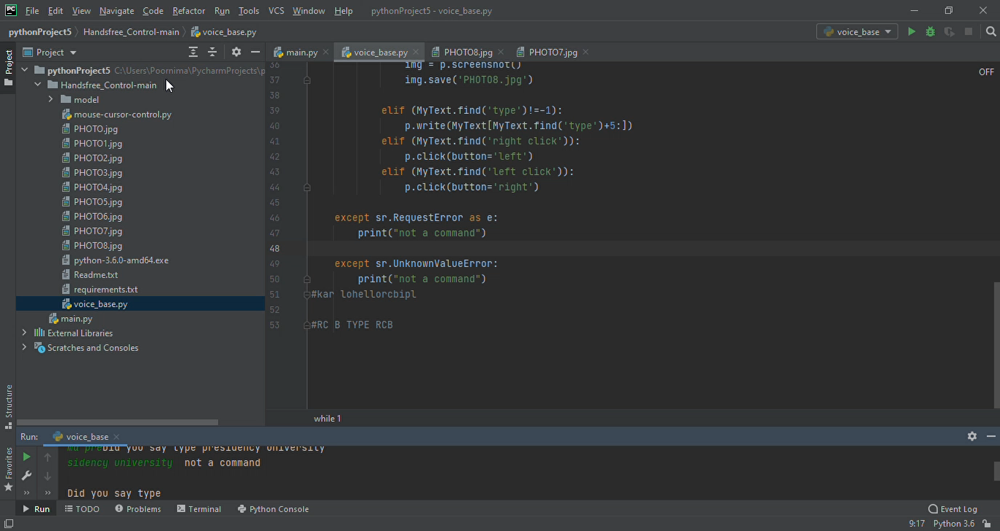 PC File Edit View Navigate Code Refactor Run Tools VCS Window Help pythonProject5 - voice_base.py
pythonProject5 Handsfree_Control-main voice_base.py voice_base
Project
Project
main.py voice_base.py PHOTO8.jpg PHOTO7.jpg
pythonProject5 C:\Users\Poornima\PycharmProjects\p
Handsfree_Control-main
model
mouse-cursor-control.py
PHOTO.jpg
PHOTO1.jpg
PHOTO2.jpg
PHOTO3.jpg
PHOTO4.jpg
PHOTO5.jpg
PHOTO6.jpg
PHOTO7.jpg
PHOTO8.jpg
python-3.6.0-amd64.exe
Readme.txt
requirements.txt
voice_base.py
main.py
External Libraries
Scratches and Consoles
OFF
36 img = p.screenshot()
37 img.save('PHOTO8.jpg')
38
39 elif (MyText.find('type')!=-1):
40 p.write(MyText[MyText.find('type')+5:])
41 elif (MyText.find('right click')):
42 p.click(button='left')
43 elif (MyText.find('left click')):
44 p.click(button='right')
45
46 except sr.RequestError as e:
47 print("not a command")
48
49 except sr.UnknownValueError:
50 print("not a command")
51 #kar lohellorcbipl
52
53 #RC B TYPE RCB
while 1
Structure
Favorites
Run: voice_base
md preDid you say type presidency university
sidency university not a command
Did you say type
Run TODO Problems Terminal Python Console Event Log
9:17 Python 3.6